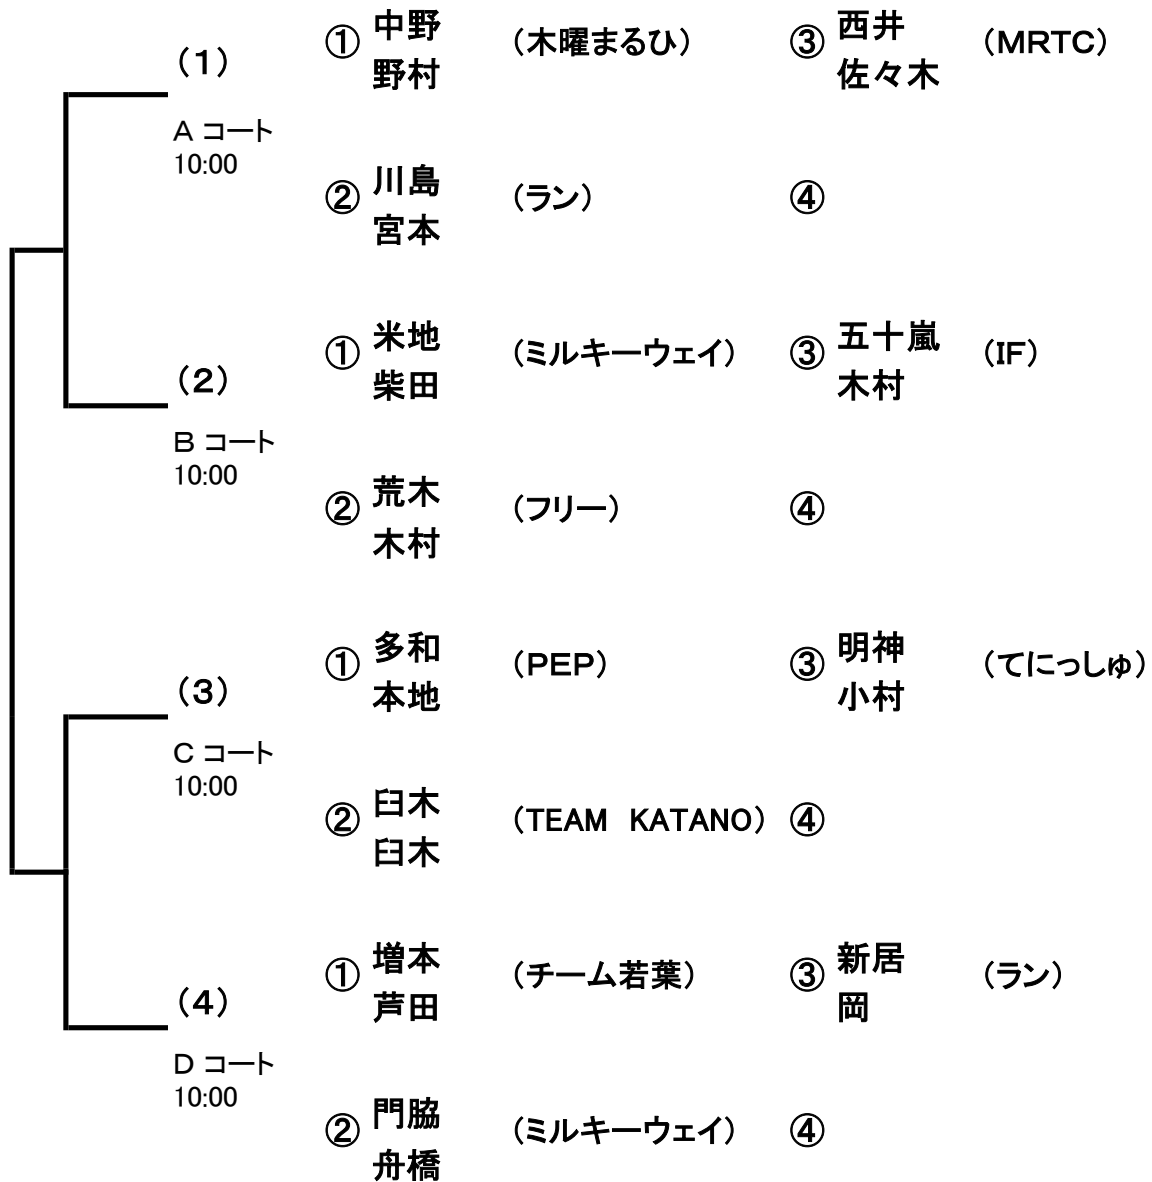 （１）
Ａ コート
10:00
① 中野 野村 （木曜まるひ） ③ 西井 佐々木 （ＭＲＴＣ）
② 川島 宮本 （ラン） ④
（２）
Ｂ コート
10:00
① 米地 柴田 （ミルキーウェイ） ③ 五十嵐 木村 （IF）
② 荒木 木村 （フリー） ④
（３）
Ｃ コート
10:00
① 多和 本地 （ＰＥＰ） ③ 明神 小村 （てにっしゅ）
② 臼木 臼木 （TEAM　KATANO） ④
（４）
Ｄ コート
10:00
① 増本 芦田 （チーム若葉） ③ 新居 岡 （ラン）
② 門脇 舟橋 （ミルキーウェイ） ④